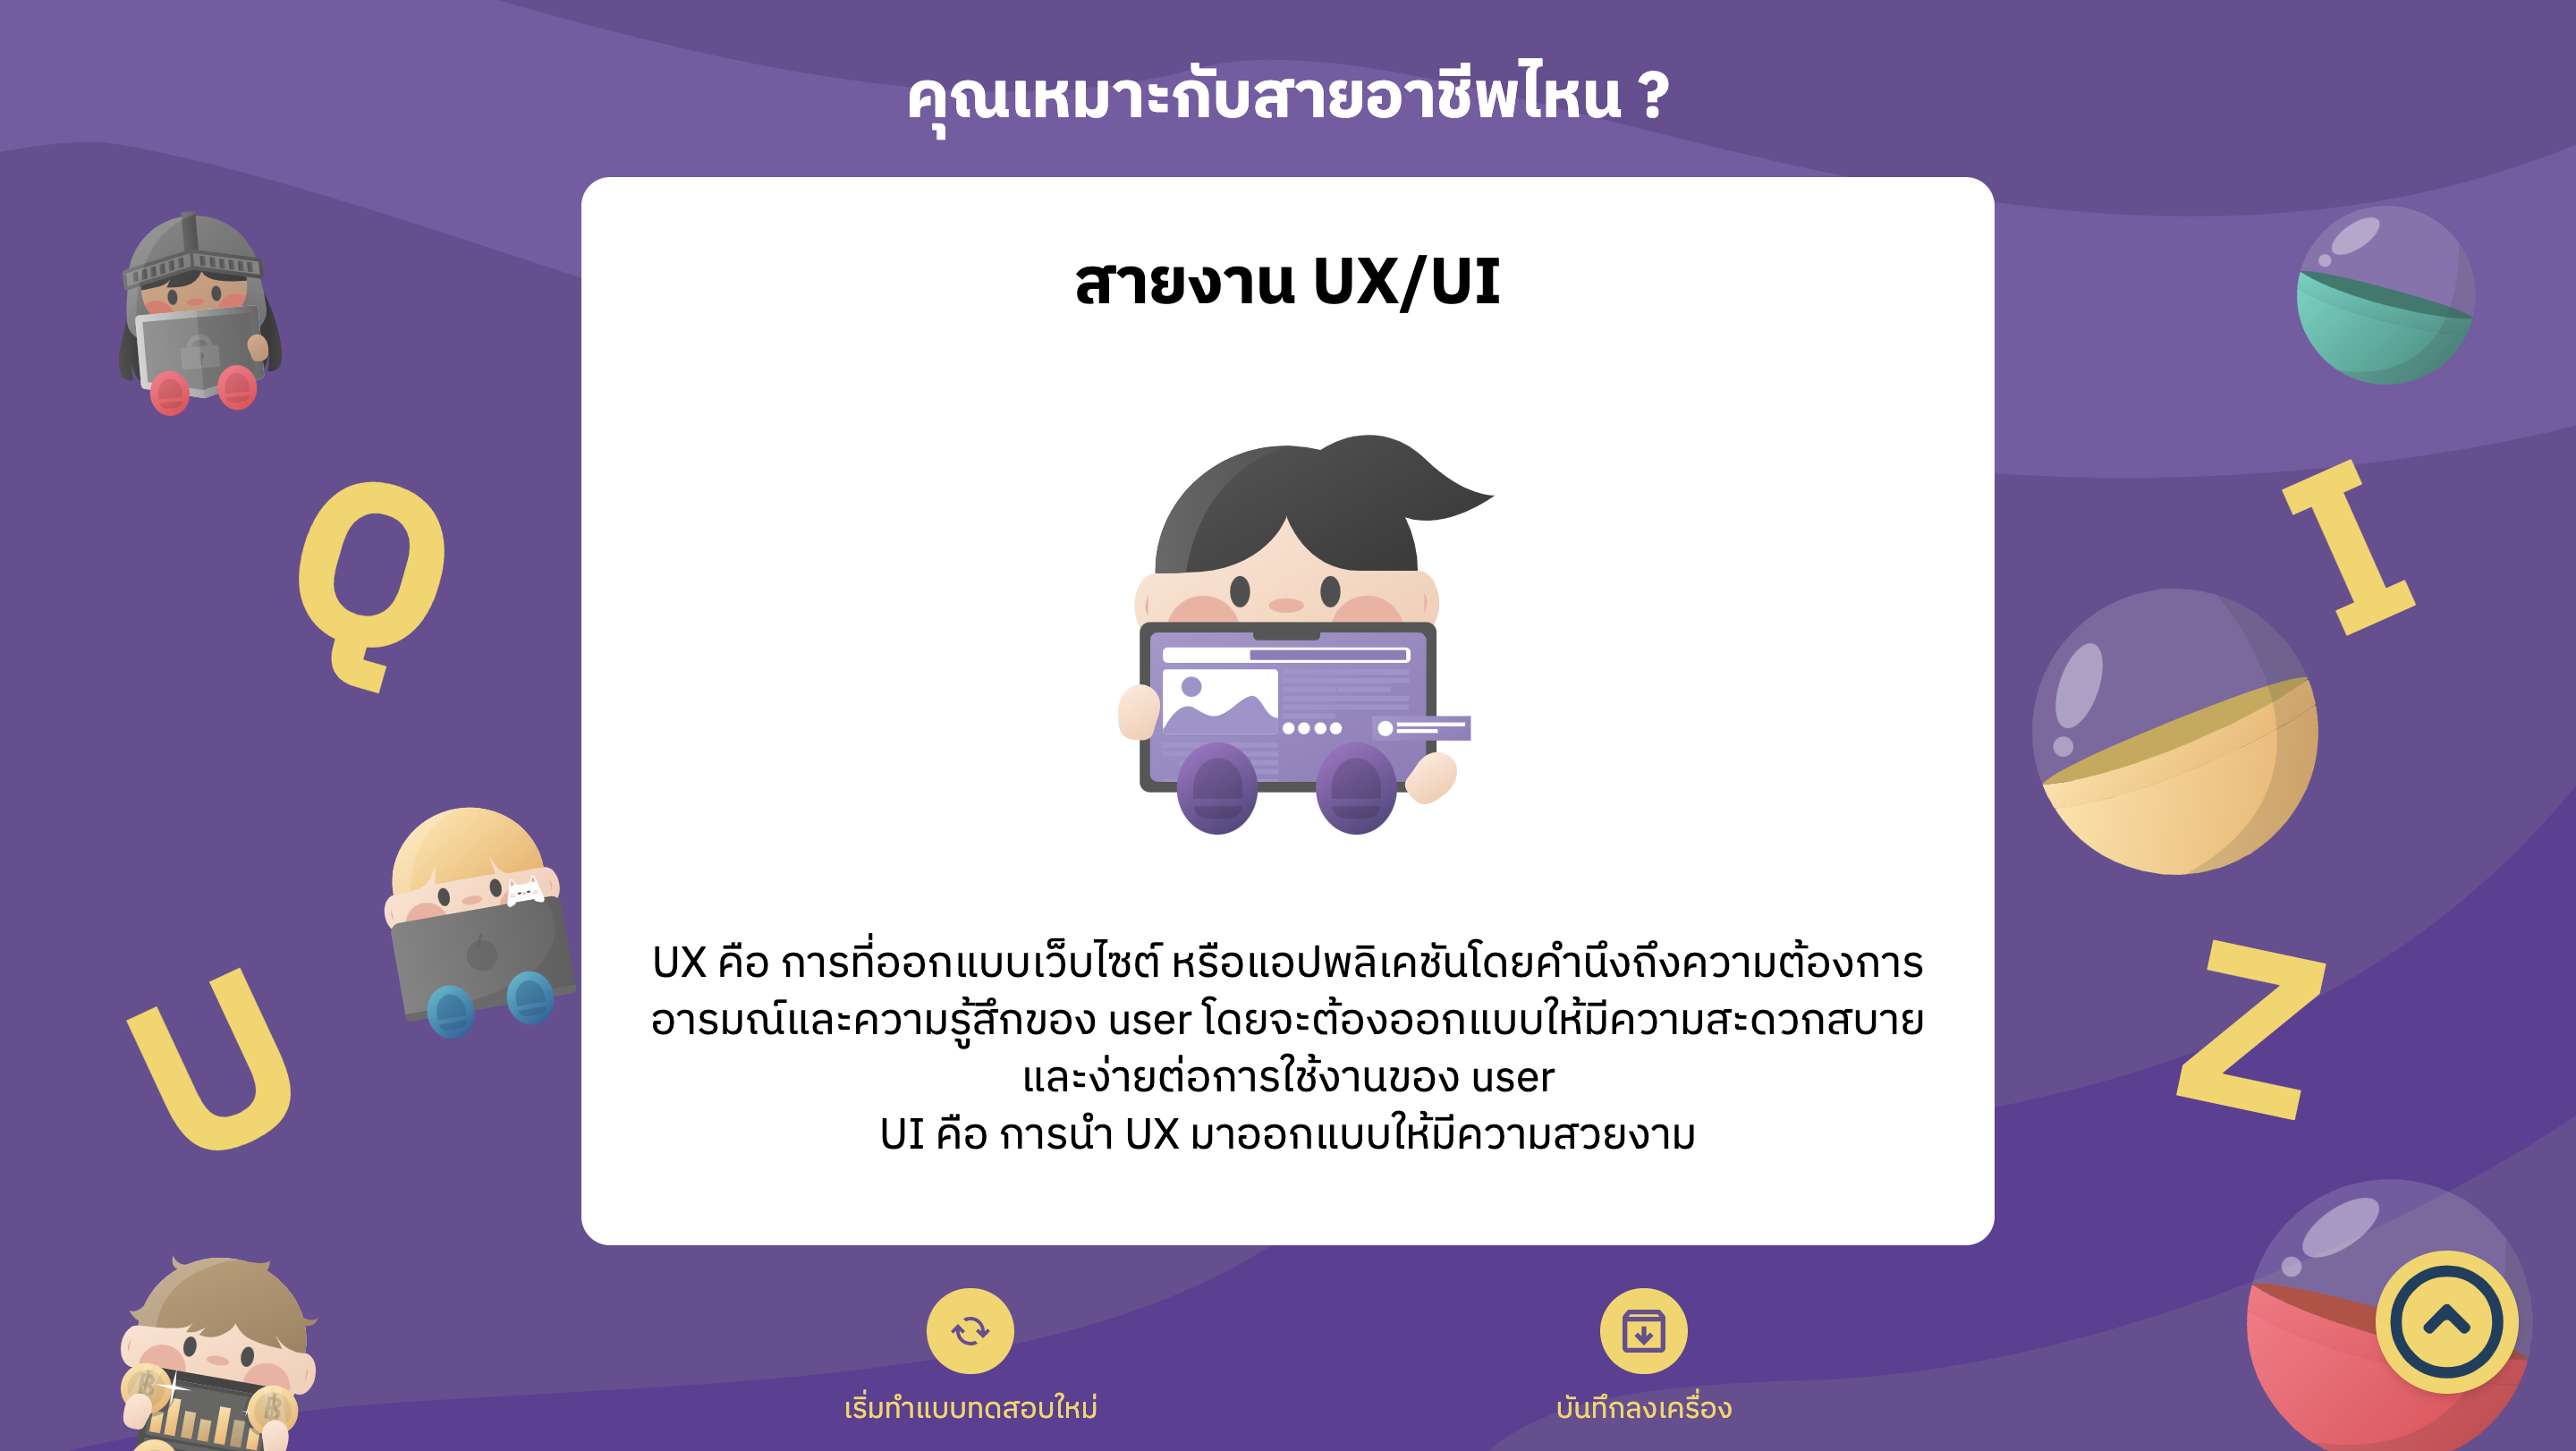 คุณเหมาะกับสายอาชีพไหน ?
สายงาน UX/UI
Q
I
UX คือ การที่ออกแบบเว็บไซต์ หรือแอปพลิเคชันโดยคำนึงถึงความต้องการ
อารมณ์และความรู้สึกของ user โดยจะต้องออกแบบให้มีความสะดวกสบาย
และง่ายต่อการใช้งานของ user
UI คือ การนำ UX มาออกแบบให้มีความสวยงาม
U
Z
เริ่มทำแบบทดสอบใหม่
บันทึกลงเครื่อง